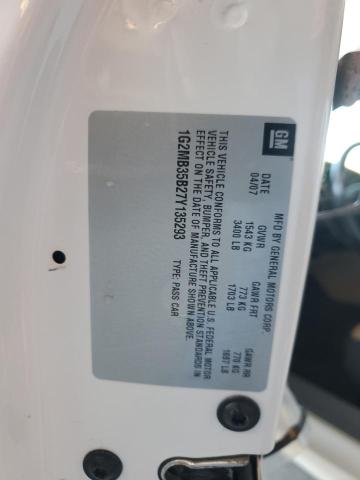 GM
MFD BY GENERAL MOTORS CORP
DATE GVWR GAWR FRT GAWR RR
04/07 1543 KG 773 KG 770 KG
3400 LB 1703 LB 1697 LB
THIS VEHICLE CONFORMS TO ALL APPLICABLE U.S. FEDERAL MOTOR
VEHICLE SAFETY, BUMPER, AND THEFT PREVENTION STANDARDS IN
EFFECT ON THE DATE OF MANUFACTURE SHOWN ABOVE.
1G2MB35B27Y135293 TYPE: PASS CAR